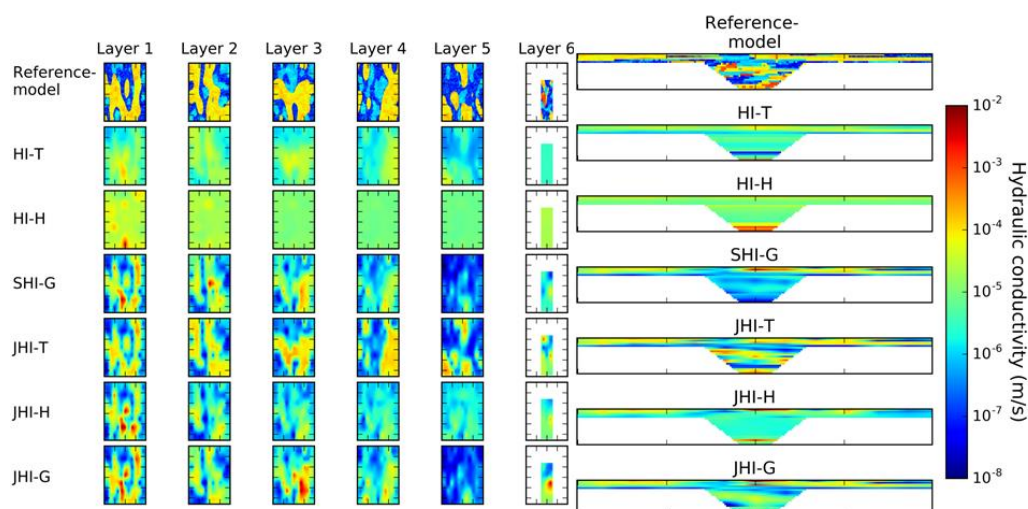 Layer 1 Layer 2 Layer 3 Layer 4 Layer 5 Layer 6
Reference-
model
HI-T
HI-H
SHI-G
JHI-T
JHI-H
JHI-G
Reference-
model
HI-T
HI-H
SHI-G
JHI-T
JHI-H
JHI-G
10⁻²
10⁻³
10⁻⁴
10⁻⁵
10⁻⁶
10⁻⁷
10⁻⁸
Hydraulic conductivity (m/s)